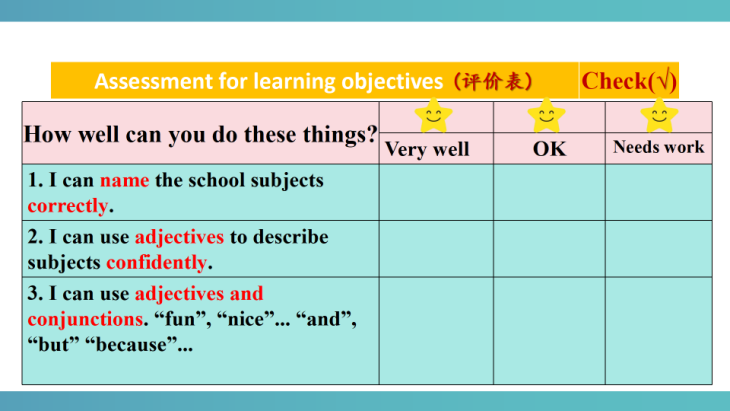 Assessment for learning objectives (评价表) Check(√)
How well can you do these things?
Very well OK Needs work
1. I can name the school subjects
correctly.
2. I can use adjectives to describe
subjects confidently.
3. I can use adjectives and
conjunctions. “fun”, “nice”... “and”,
“but” “because”...